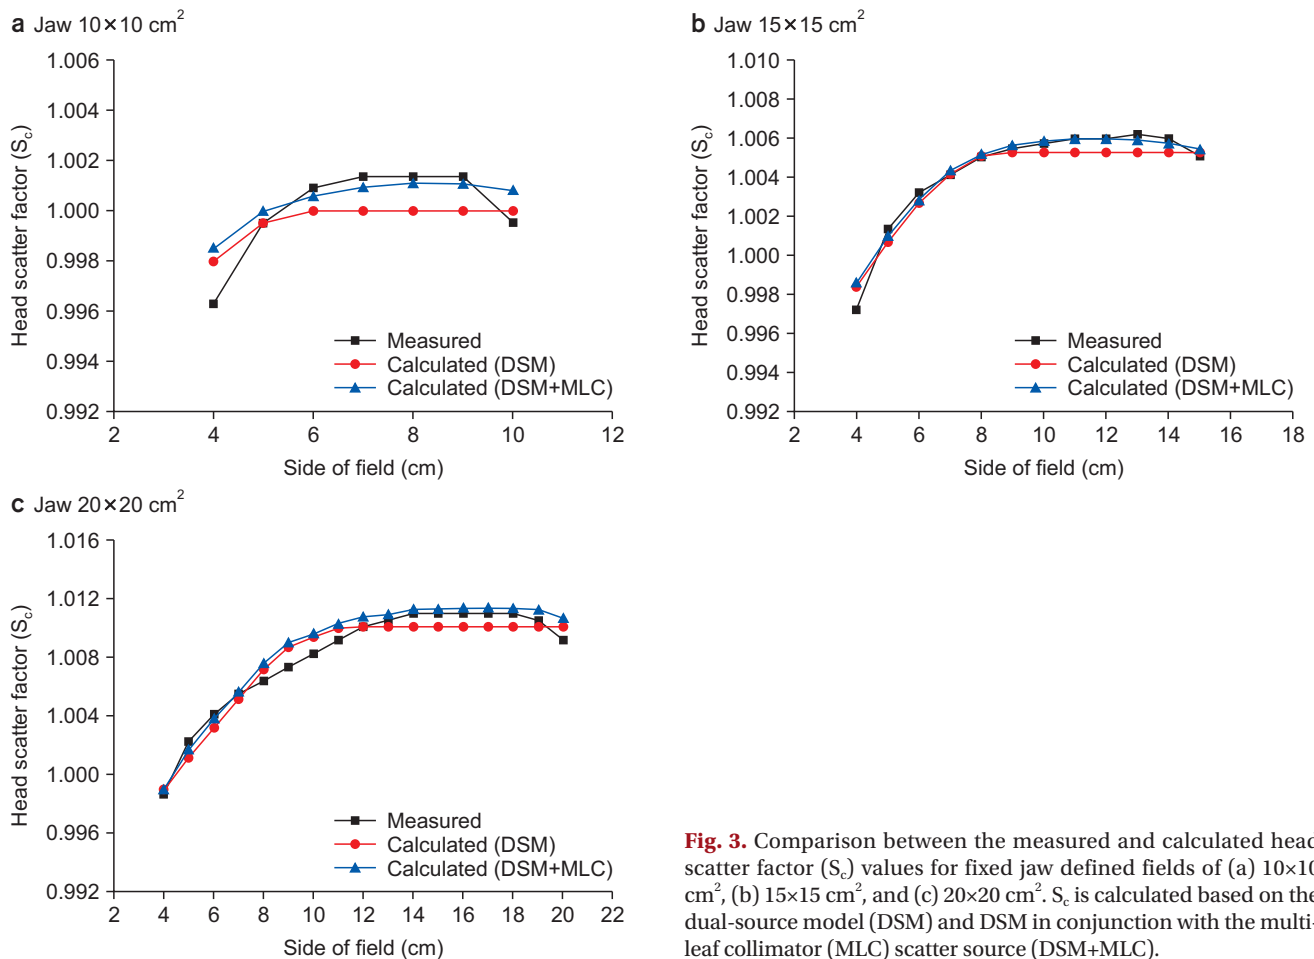 a Jaw 10×10 cm²
1.006
1.004
1.002
1.000
0.998
0.996
0.994
0.992
Head scatter factor (Sc)
Measured
Calculated (DSM)
Calculated (DSM+MLC)
2 4 6 8 10 12
Side of field (cm)
b Jaw 15×15 cm²
1.010
1.008
1.006
1.004
1.002
1.000
0.998
0.996
0.994
0.992
Head scatter factor (Sc)
Measured
Calculated (DSM)
Calculated (DSM+MLC)
2 4 6 8 10 12 14 16 18
Side of field (cm)
c Jaw 20×20 cm²
1.016
1.012
1.008
1.004
1.000
0.996
0.992
Head scatter factor (Sc)
Measured
Calculated (DSM)
Calculated (DSM+MLC)
2 4 6 8 10 12 14 16 18 20 22
Side of field (cm)
Fig. 3. Comparison between the measured and calculated head
scatter factor (Sc) values for fixed jaw defined fields of (a) 10×10
cm², (b) 15×15 cm², and (c) 20×20 cm². Sc is calculated based on the
dual-source model (DSM) and DSM in conjunction with the multi-
leaf collimator (MLC) scatter source (DSM+MLC).